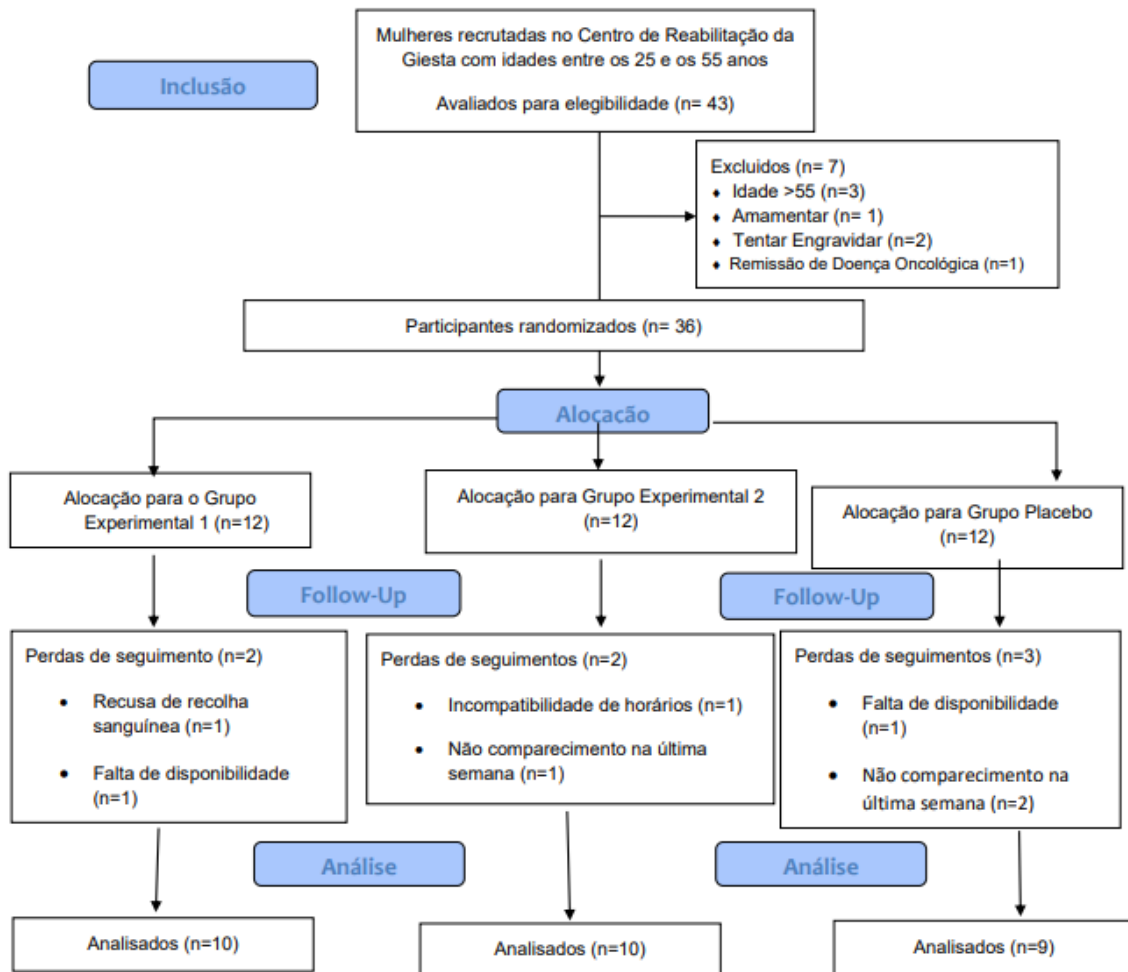 Mulheres recrutadas no Centro de Reabilitação da
Giesta com idades entre os 25 e os 55 anos
Avaliados para elegibilidade (n= 43)
Inclusão
Excluidos (n= 7)
♦ Idade >55 (n=3)
♦ Amamentar (n= 1)
♦ Tentar Engravidar (n=2)
♦ Remissão de Doença Oncológica (n=1)
Participantes randomizados (n= 36)
Alocação
Alocação para o Grupo
Experimental 1 (n=12)
Alocação para Grupo Experimental 2
(n=12)
Alocação para Grupo Placebo
(n=12)
Follow-Up
Follow-Up
Perdas de seguimento (n=2)
• Recusa de recolha
sanguínea (n=1)
• Falta de disponibilidade
(n=1)
Perdas de seguimentos (n=2)
• Incompatibilidade de horários (n=1)
• Não comparecimento na última
semana (n=1)
Perdas de seguimentos (n=3)
• Falta de disponibilidade
(n=1)
• Não comparecimento na
última semana (n=2)
Análise
Análise
Analisados (n=10)
Analisados (n=10)
Analisados (n=9)